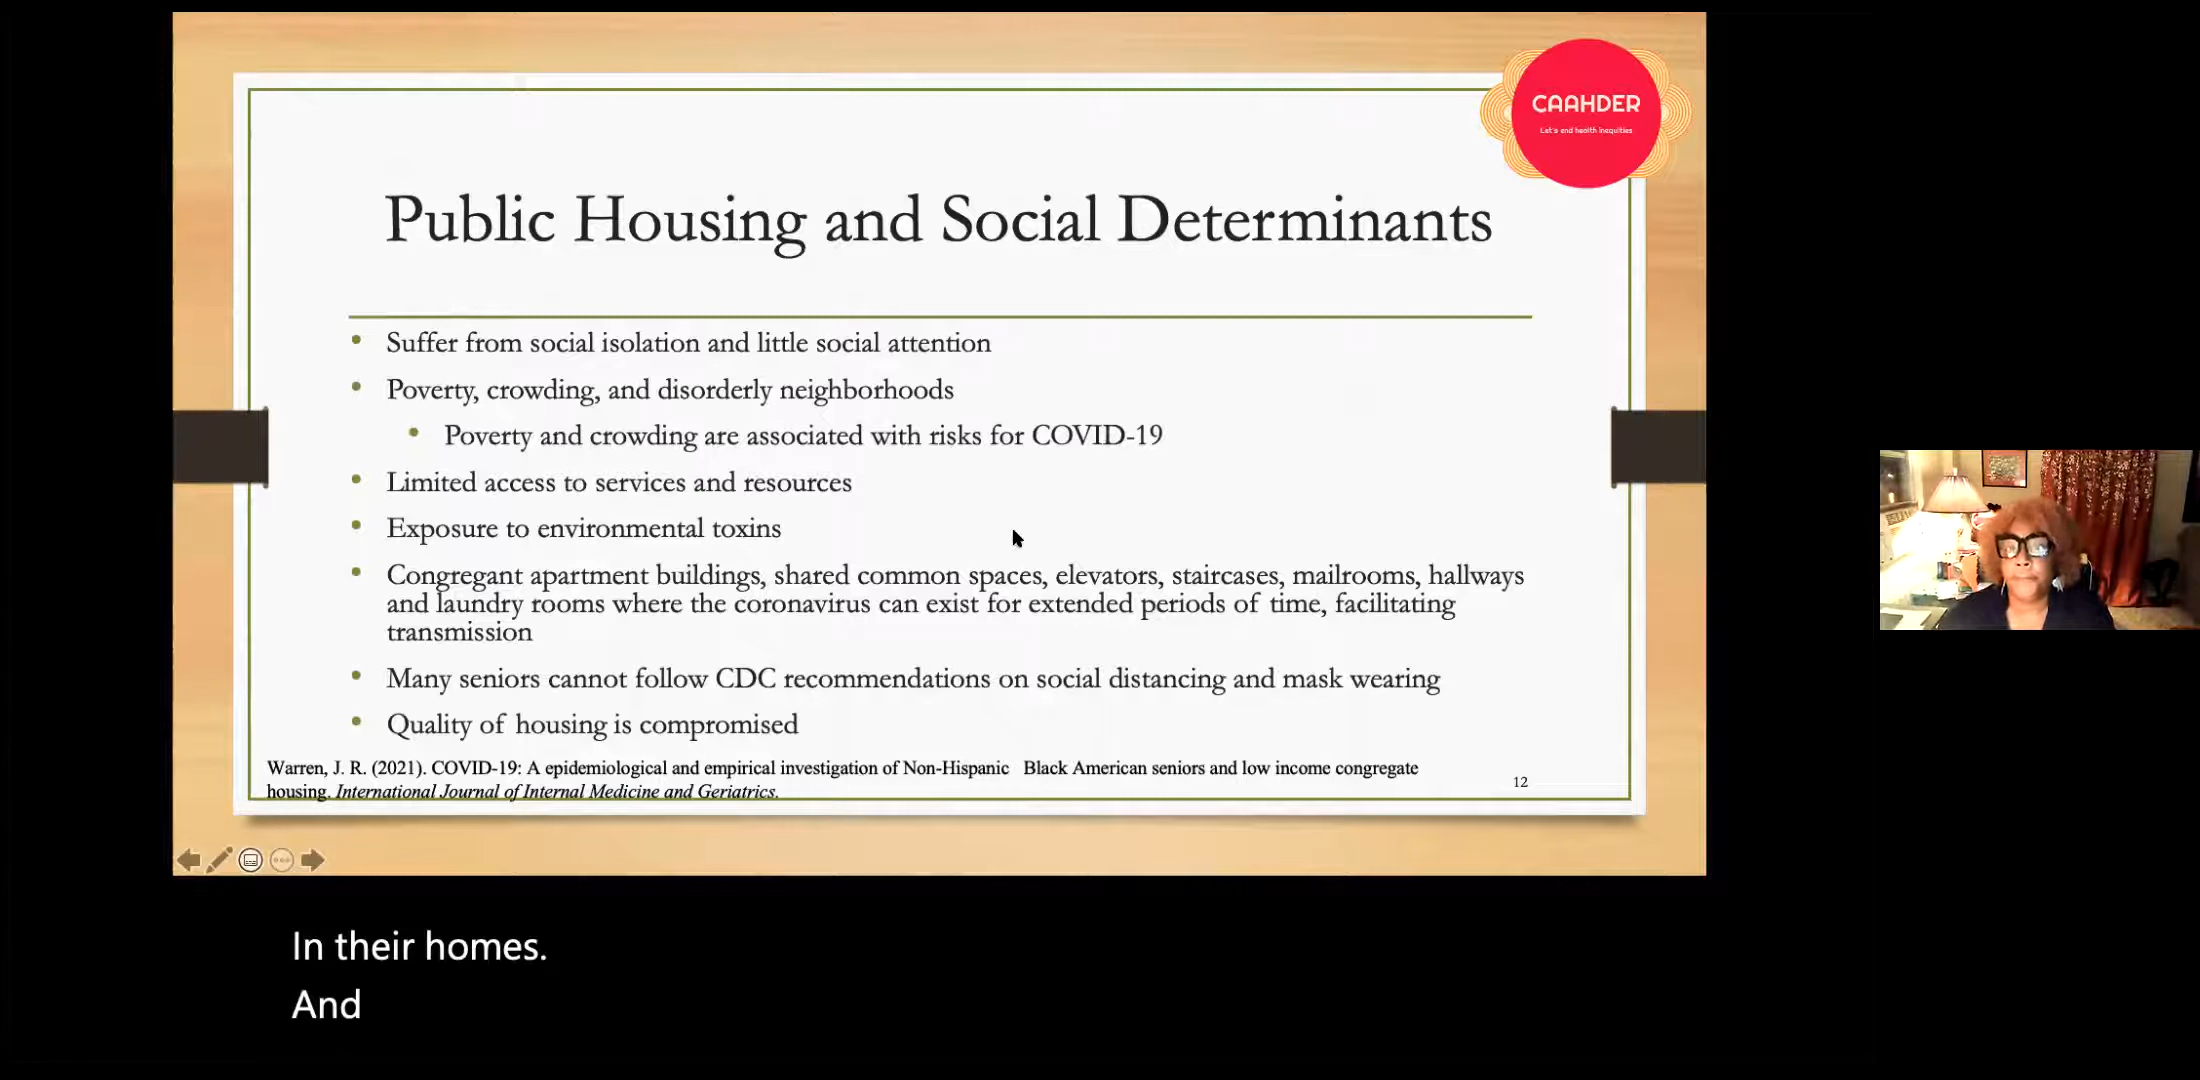 CAAHDER
Let's end health inequities
Public Housing and Social Determinants
• Suffer from social isolation and little social attention
• Poverty, crowding, and disorderly neighborhoods
• Poverty and crowding are associated with risks for COVID-19
• Limited access to services and resources
• Exposure to environmental toxins
• Congregant apartment buildings, shared common spaces, elevators, staircases, mailrooms, hallways
and laundry rooms where the coronavirus can exist for extended periods of time, facilitating
transmission
• Many seniors cannot follow CDC recommendations on social distancing and mask wearing
• Quality of housing is compromised
Warren, J. R. (2021). COVID-19: A epidemiological and empirical investigation of Non-Hispanic Black American seniors and low income congregate
housing. International Journal of Internal Medicine and Geriatrics.
12
In their homes.
And